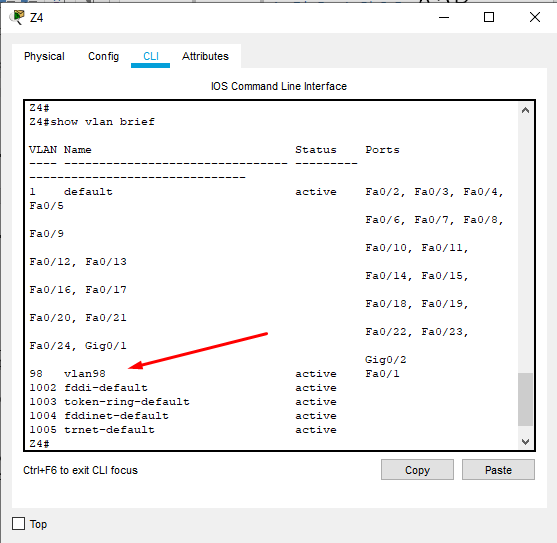 Z4
Physical Config CLI Attributes
IOS Command Line Interface
Z4#
Z4#show vlan brief
VLAN Name                             Status    Ports
---- -------------------------------- ---------
-------------------------------
1    default                          active    Fa0/2, Fa0/3, Fa0/4,
Fa0/5
                                                Fa0/6, Fa0/7, Fa0/8,
Fa0/9
                                                Fa0/10, Fa0/11,
Fa0/12, Fa0/13
                                                Fa0/14, Fa0/15,
Fa0/16, Fa0/17
                                                Fa0/18, Fa0/19,
Fa0/20, Fa0/21
                                                Fa0/22, Fa0/23,
Fa0/24, Gig0/1
                                                Gig0/2
98   vlan98                           active    Fa0/1
1002 fddi-default                     active
1003 token-ring-default               active
1004 fddinet-default                  active
1005 trnet-default                    active
Z4#
Ctrl+F6 to exit CLI focus Copy Paste
Top